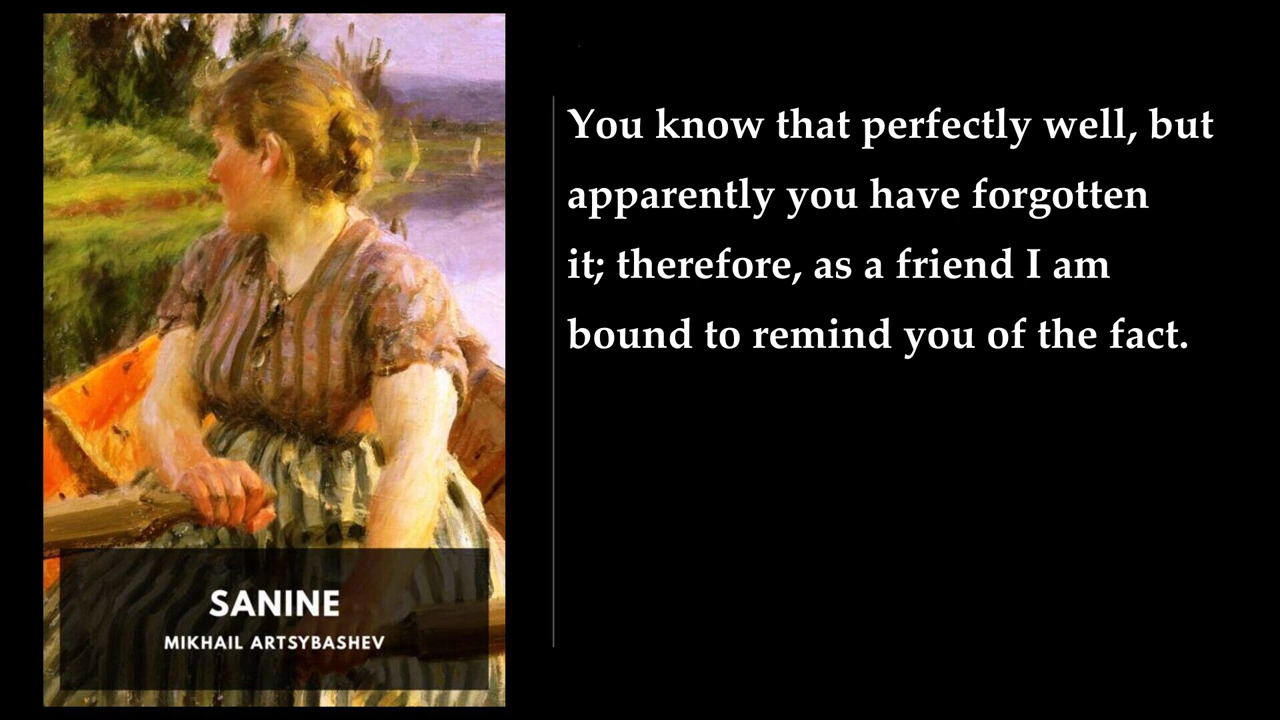 SANINE
MIKHAIL ARTSYBASHEV
You know that perfectly well, but
apparently you have forgotten
it; therefore, as a friend I am
bound to remind you of the fact.